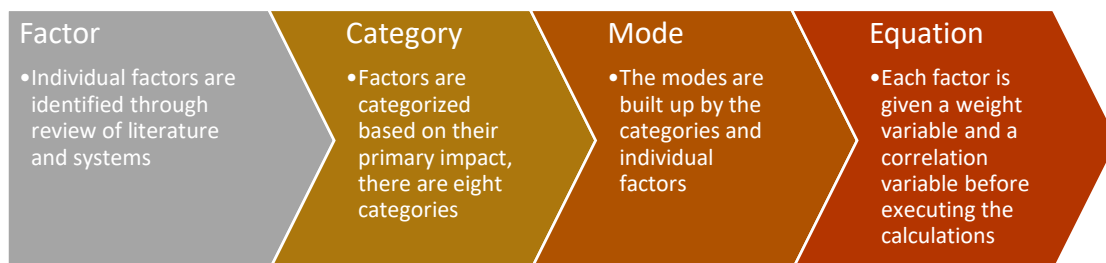 Factor
•Individual factors are
identified through
review of literature
and systems
Category
•Factors are
categorized
based on their
primary impact,
there are eight
categories
Mode
•The modes are
built up by the
categories and
individual
factors
Equation
•Each factor is
given a weight
variable and a
correlation
variable before
executing the
calculations